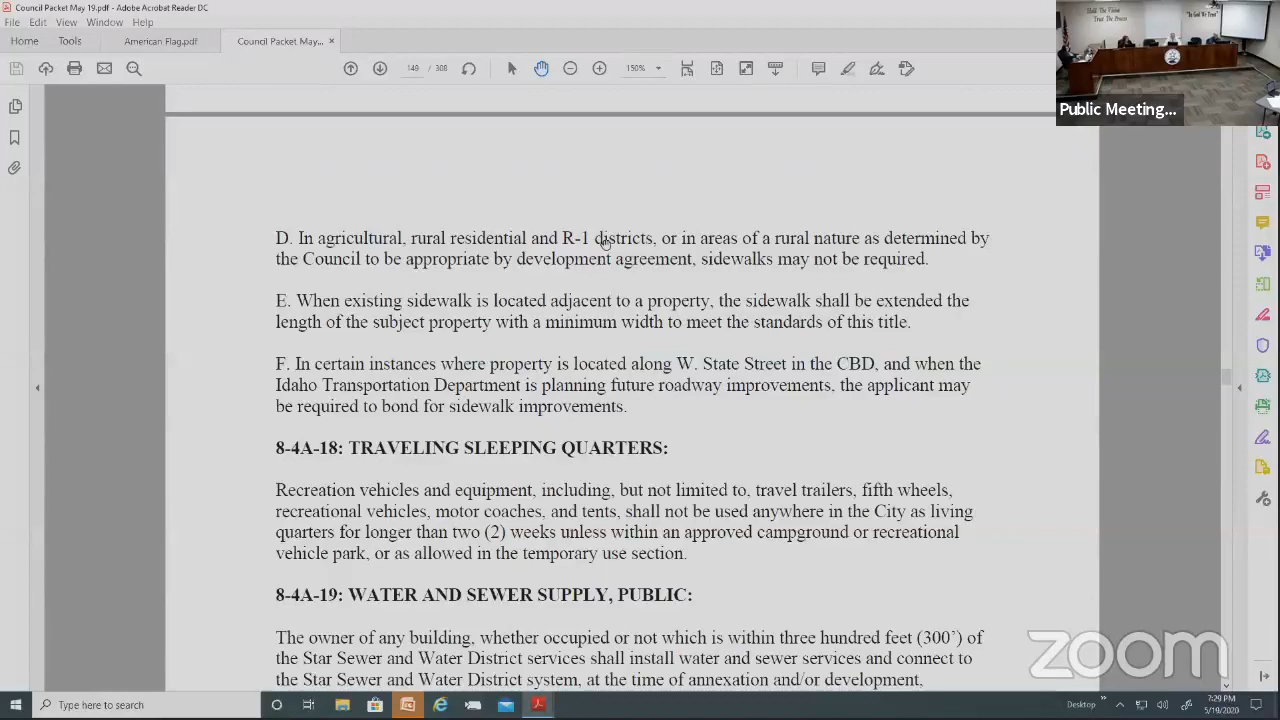 Council Packet May 19.pdf - Adobe Acrobat Reader DC
File Edit View Window Help
Home Tools American Flag.pdf Council Packet May... ×
149 / 308 150%
Hold The Vision
Trust The Process
"In God We Trust"
Public Meeting...
D. In agricultural, rural residential and R-1 districts, or in areas of a rural nature as determined by
the Council to be appropriate by development agreement, sidewalks may not be required.
E. When existing sidewalk is located adjacent to a property, the sidewalk shall be extended the
length of the subject property with a minimum width to meet the standards of this title.
F. In certain instances where property is located along W. State Street in the CBD, and when the
Idaho Transportation Department is planning future roadway improvements, the applicant may
be required to bond for sidewalk improvements.
8-4A-18: TRAVELING SLEEPING QUARTERS:
Recreation vehicles and equipment, including, but not limited to, travel trailers, fifth wheels,
recreational vehicles, motor coaches, and tents, shall not be used anywhere in the City as living
quarters for longer than two (2) weeks unless within an approved campground or recreational
vehicle park, or as allowed in the temporary use section.
8-4A-19: WATER AND SEWER SUPPLY, PUBLIC:
The owner of any building, whether occupied or not which is within three hundred feet (300’) of
the Star Sewer and Water District services shall install water and sewer services and connect to
the Star Sewer and Water District system, at the time of annexation and/or development,
zoom
Type here to search
Desktop
7:29 PM
5/19/2020